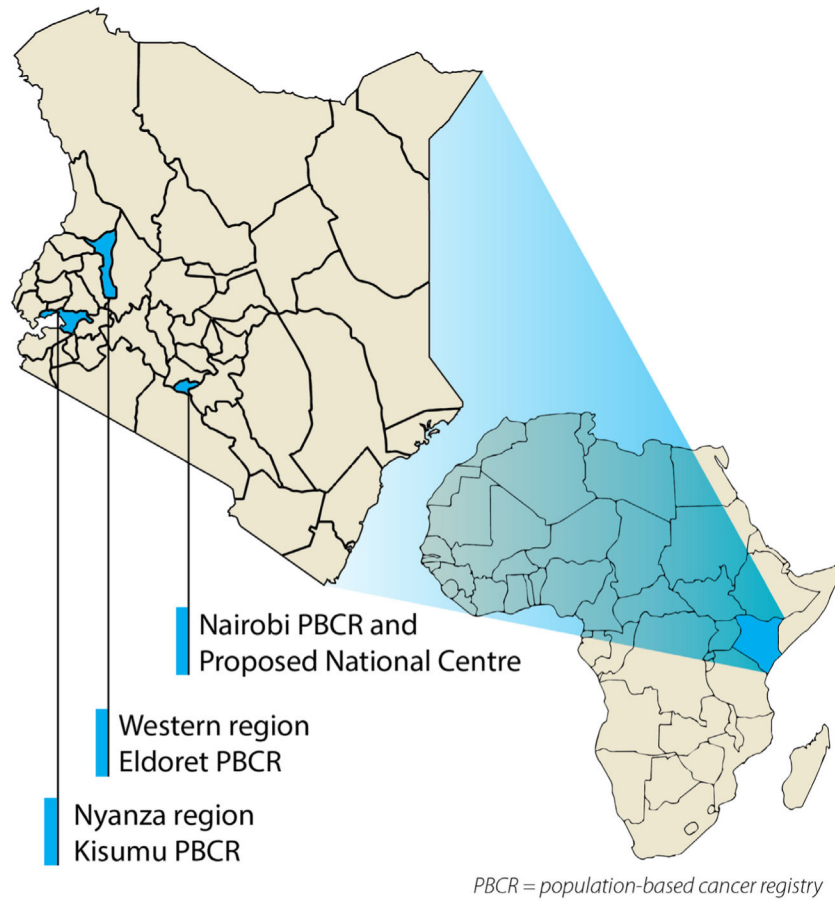 Nairobi PBCR and
Proposed National Centre
Western region
Eldoret PBCR
Nyanza region
Kisumu PBCR
PBCR = population-based cancer registry